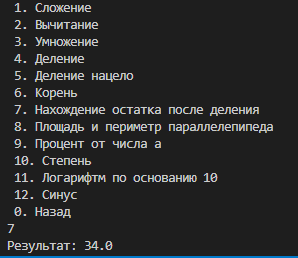 1. Сложение
2. Вычитание
3. Умножение
4. Деление
5. Деление нацело
6. Корень
7. Нахождение остатка после деления
8. Площадь и периметр параллелепипеда
9. Процент от числа a
10. Степень
11. Логарифтм по основанию 10
12. Синус
0. Назад
7
Результат: 34.0